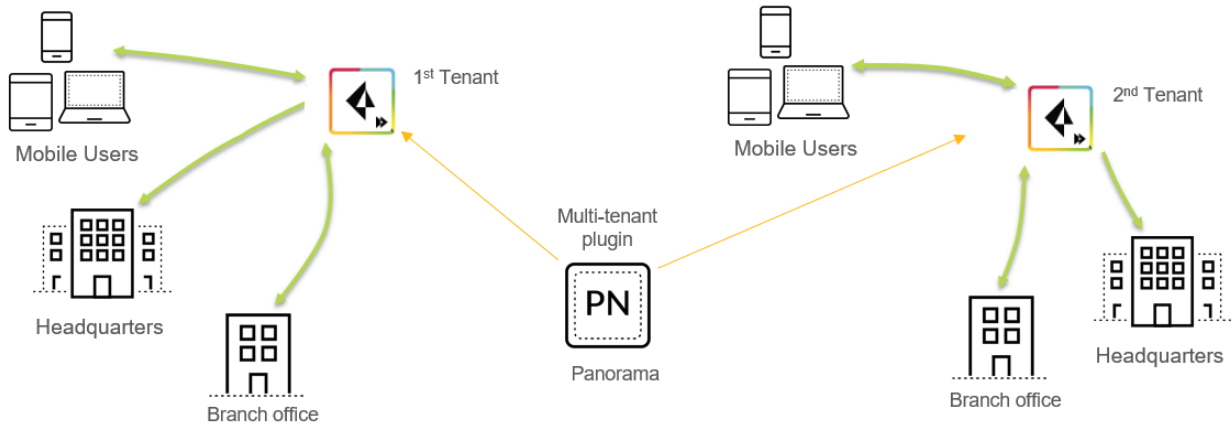 1st Tenant
Mobile Users
Headquarters
Branch office
Multi-tenant
plugin
PN
Panorama
2nd Tenant
Mobile Users
Branch office
Headquarters